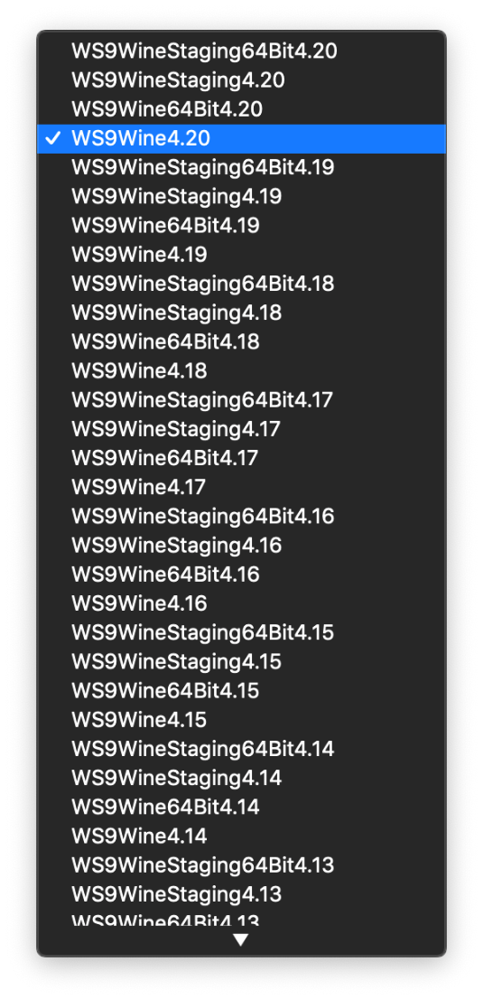 WS9WineStaging64Bit4.20
WS9WineStaging4.20
WS9Wine64Bit4.20
WS9Wine4.20
WS9WineStaging64Bit4.19
WS9WineStaging4.19
WS9Wine64Bit4.19
WS9Wine4.19
WS9WineStaging64Bit4.18
WS9WineStaging4.18
WS9Wine64Bit4.18
WS9Wine4.18
WS9WineStaging64Bit4.17
WS9WineStaging4.17
WS9Wine64Bit4.17
WS9Wine4.17
WS9WineStaging64Bit4.16
WS9WineStaging4.16
WS9Wine64Bit4.16
WS9Wine4.16
WS9WineStaging64Bit4.15
WS9WineStaging4.15
WS9Wine64Bit4.15
WS9Wine4.15
WS9WineStaging64Bit4.14
WS9WineStaging4.14
WS9Wine64Bit4.14
WS9Wine4.14
WS9WineStaging64Bit4.13
WS9WineStaging4.13
WS9Wine64Bit4.13